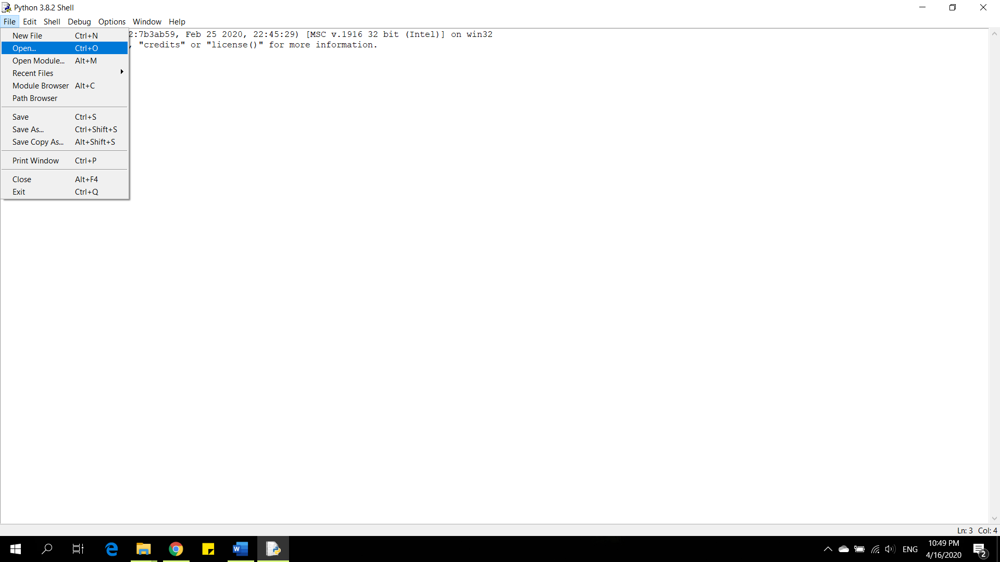 Python 3.8.2 Shell
File Edit Shell Debug Options Window Help
2:7b3ab59, Feb 25 2020, 22:45:29) [MSC v.1916 32 bit (Intel)] on win32
, "credits" or "license()" for more information.
New File Ctrl+N
Open... Ctrl+O
Open Module... Alt+M
Recent Files
Module Browser Alt+C
Path Browser
Save Ctrl+S
Save As... Ctrl+Shift+S
Save Copy As... Alt+Shift+S
Print Window Ctrl+P
Close Alt+F4
Exit Ctrl+Q
Ln: 3 Col: 4
W
ENG
10:49 PM
4/16/2020
2